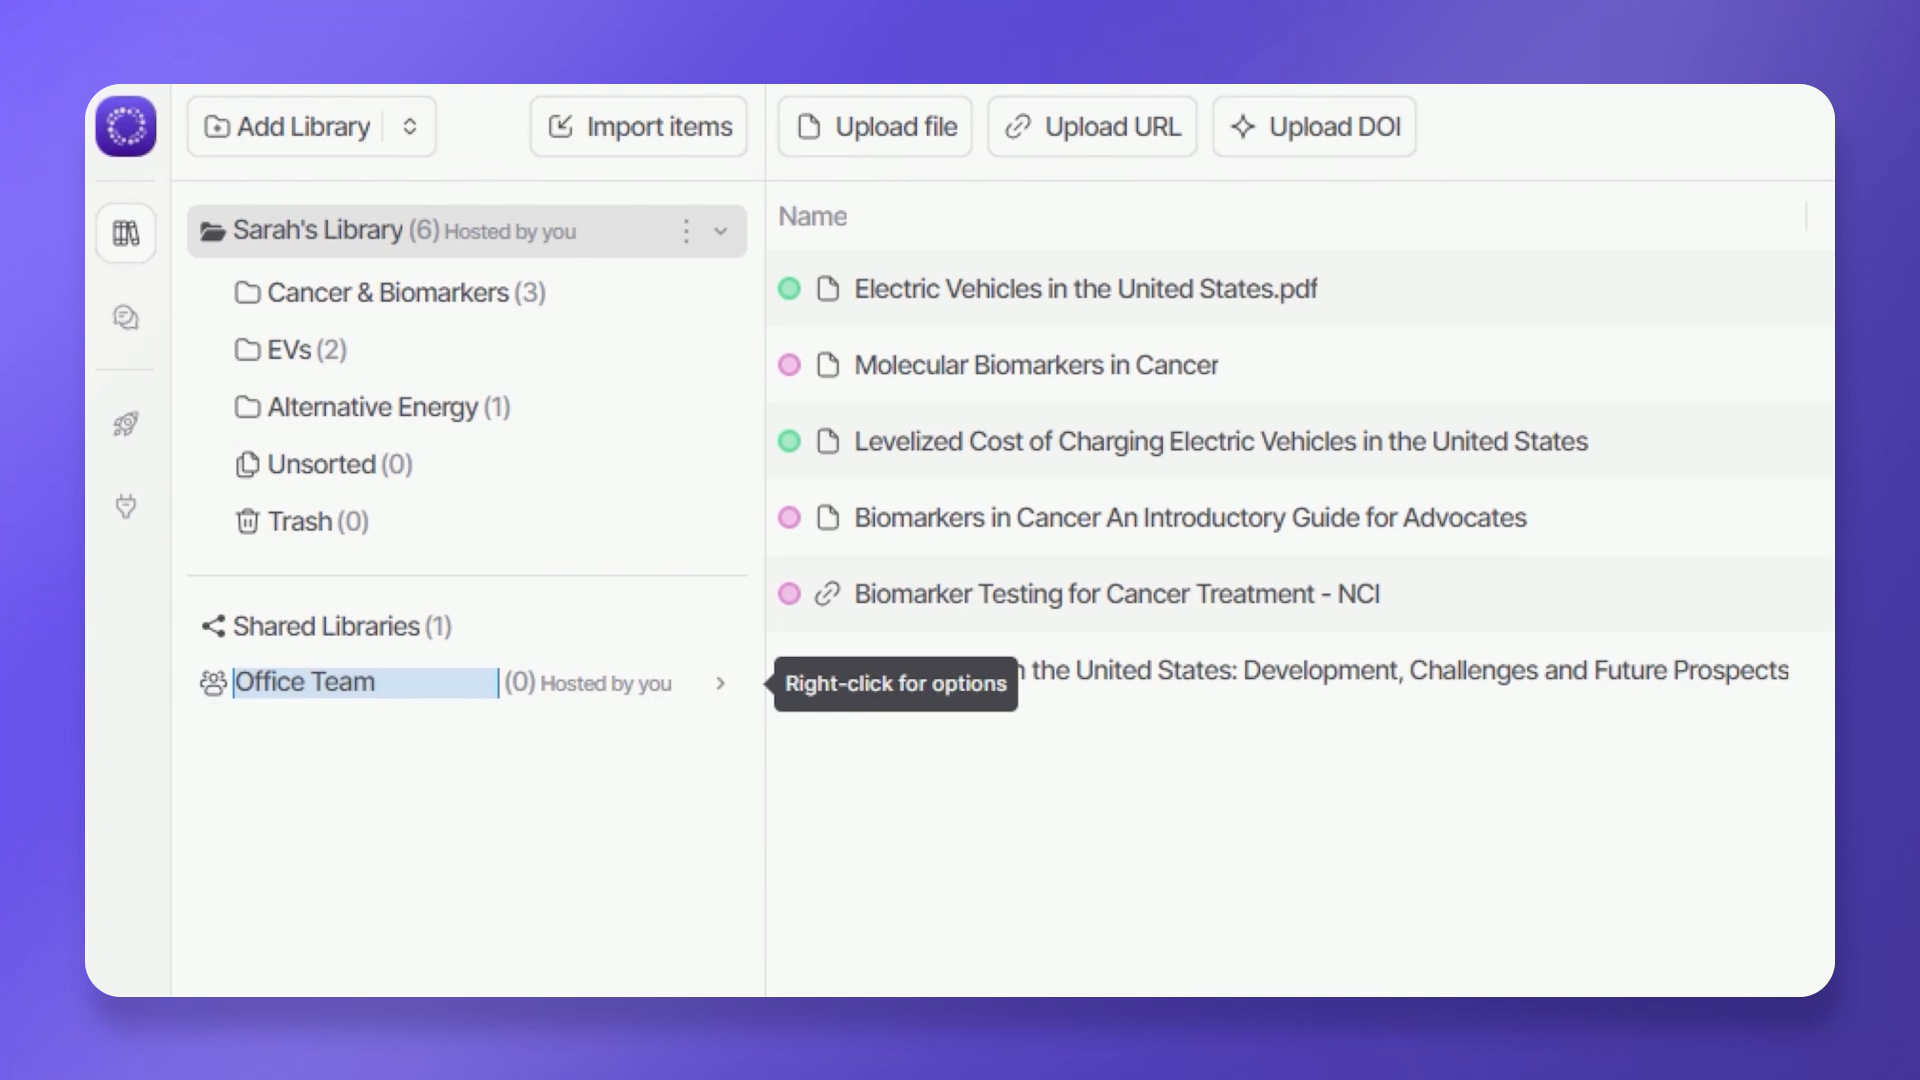 Add Library
Import items
Upload file
Upload URL
Upload DOI
Sarah's Library (6) Hosted by you
Cancer & Biomarkers (3)
EVs (2)
Alternative Energy (1)
Unsorted (0)
Trash (0)
Shared Libraries (1)
Office Team (0) Hosted by you
Name
Electric Vehicles in the United States.pdf
Molecular Biomarkers in Cancer
Levelized Cost of Charging Electric Vehicles in the United States
Biomarkers in Cancer An Introductory Guide for Advocates
Biomarker Testing for Cancer Treatment - NCI
Right-click for options
the United States: Development, Challenges and Future Prospects